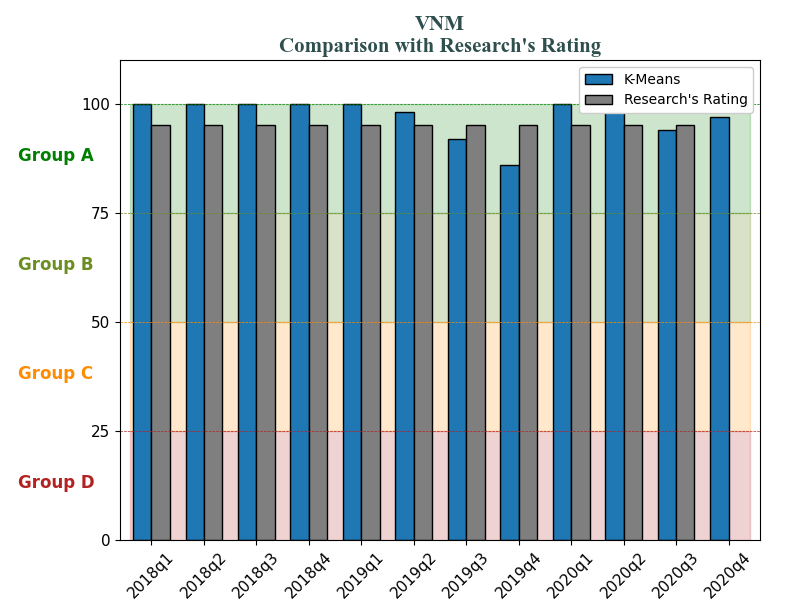 VNM
Comparison with Research's Rating
K-Means
Research's Rating
100
Group A
75
Group B
50
Group C
25
Group D
0
2018q1 2018q2 2018q3 2018q4 2019q1 2019q2 2019q3 2019q4 2020q1 2020q2 2020q3 2020q4